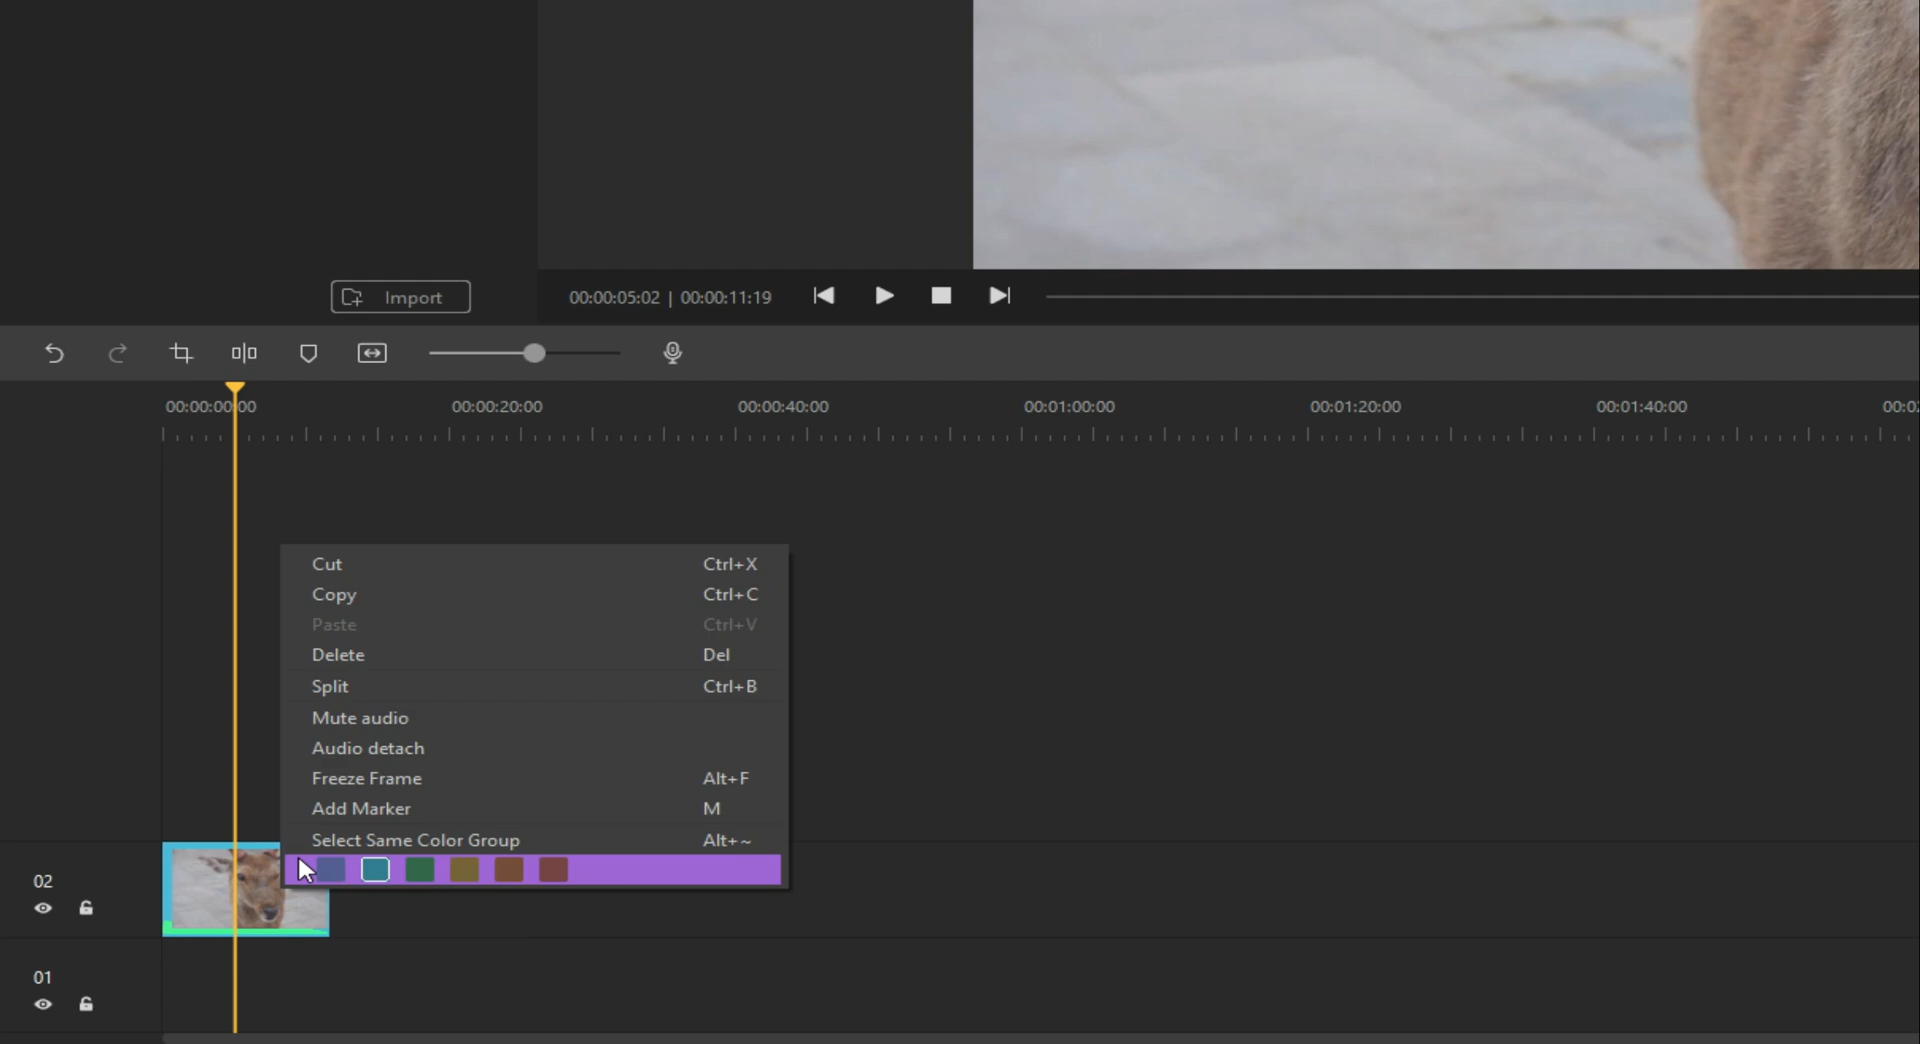 Import
00:00:05:02 | 00:00:11:19
00:00:00:00 00:00:20:00 00:00:40:00 00:01:00:00 00:01:20:00 00:01:40:00
Cut Ctrl+X
Copy Ctrl+C
Paste Ctrl+V
Delete Del
Split Ctrl+B
Mute audio
Audio detach
Freeze Frame Alt+F
Add Marker M
Select Same Color Group Alt+~
02
01